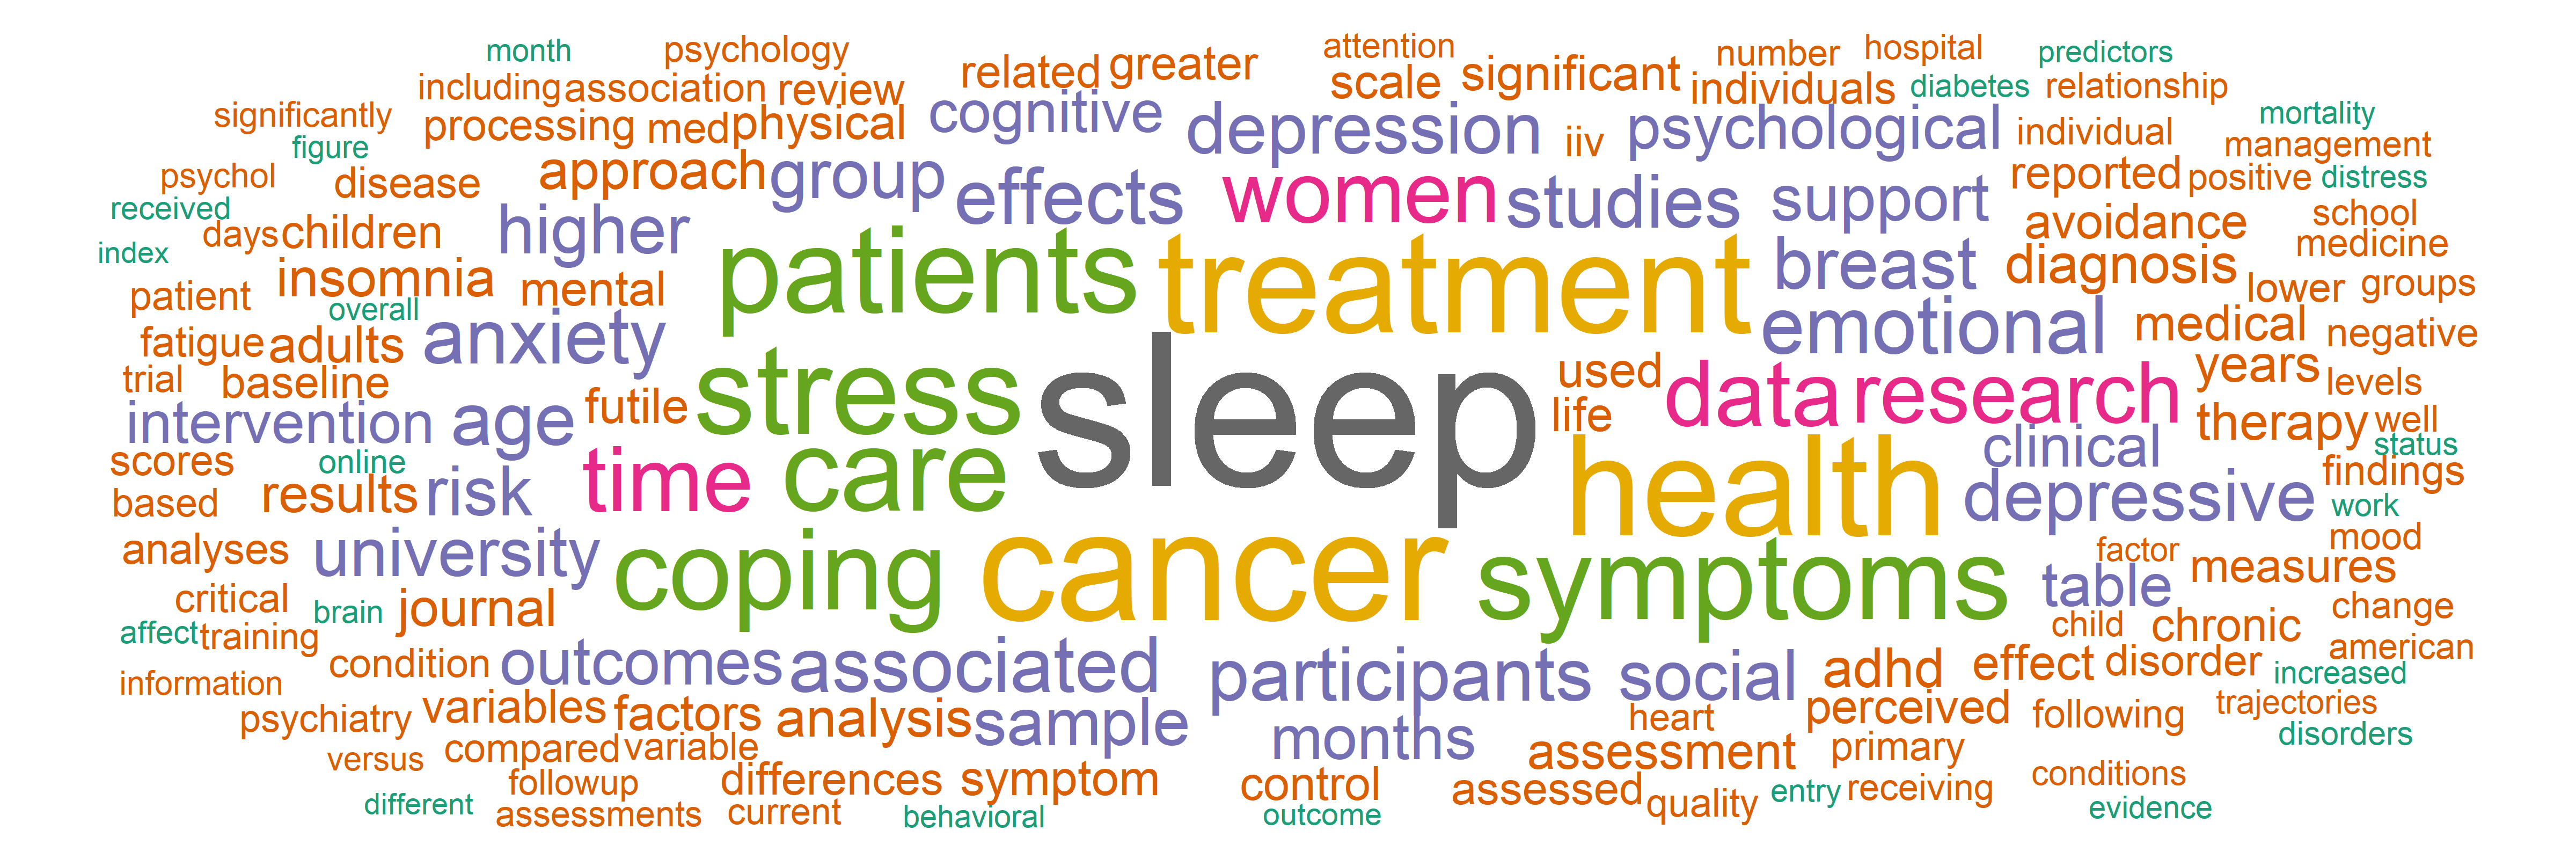 month psychology attention number hospital predictors
including association review related greater scale significant individuals diabetes relationship
significantly processing med physical cognitive depression iiv psychological individual mortality
figure approach group effects women studies support reported positive distress management
psychol disease higher avoidance school
received days children patients treatment breast diagnosis medicine
index insomnia mental lower groups
patient overall anxiety emotional medical negative
fatigue adults stress sleep used data research years levels
trial baseline futile life therapy well
intervention age time care health clinical status
scores online risk depressive findings
based results work
analyses university coping cancer symptoms factor mood
critical brain journal table measures change
affect training child chronic american
condition outcomes associated participants social adhd effect disorder increased
information variables factors analysis sample months heart perceived following trajectories
psychiatry compared variable assessment primary disorders
versus followup differences symptom control assessed quality entry receiving conditions
different assessments current behavioral outcome evidence